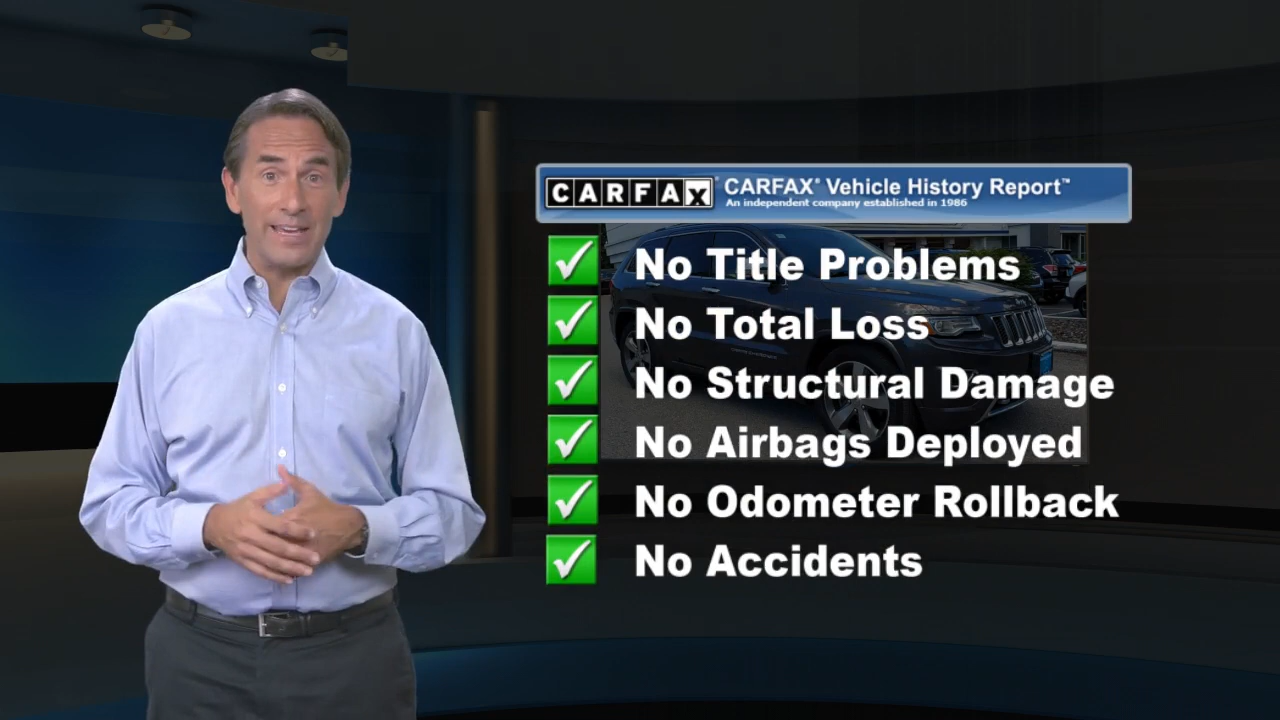 CARFAX® CARFAX® Vehicle History Report™
An independent company established in 1986
No Title Problems
No Total Loss
No Structural Damage
No Airbags Deployed
No Odometer Rollback
No Accidents